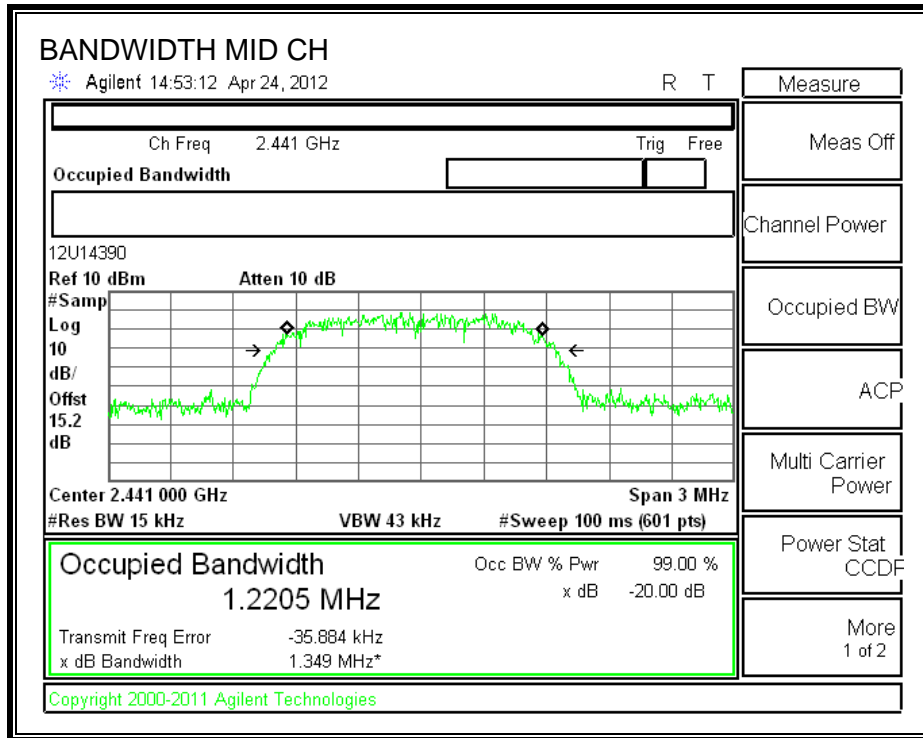 BANDWIDTH MID CH
Agilent 14:53:12 Apr 24, 2012 R T
Measure
Ch Freq 2.441 GHz Trig Free
Occupied Bandwidth
Meas Off
Channel Power
12U14390
Ref 10 dBm Atten 10 dB
#Samp
Log
10
dB/
Offst
15.2
dB
Occupied BW
ACP
Center 2.441 000 GHz Span 3 MHz
#Res BW 15 kHz VBW 43 kHz #Sweep 100 ms (601 pts)
Multi Carrier
Power
Occupied Bandwidth Occ BW % Pwr 99.00 %
1.2205 MHz x dB -20.00 dB
Transmit Freq Error -35.884 kHz
x dB Bandwidth 1.349 MHz*
Power Stat
CCDF
More
1 of 2
Copyright 2000-2011 Agilent Technologies